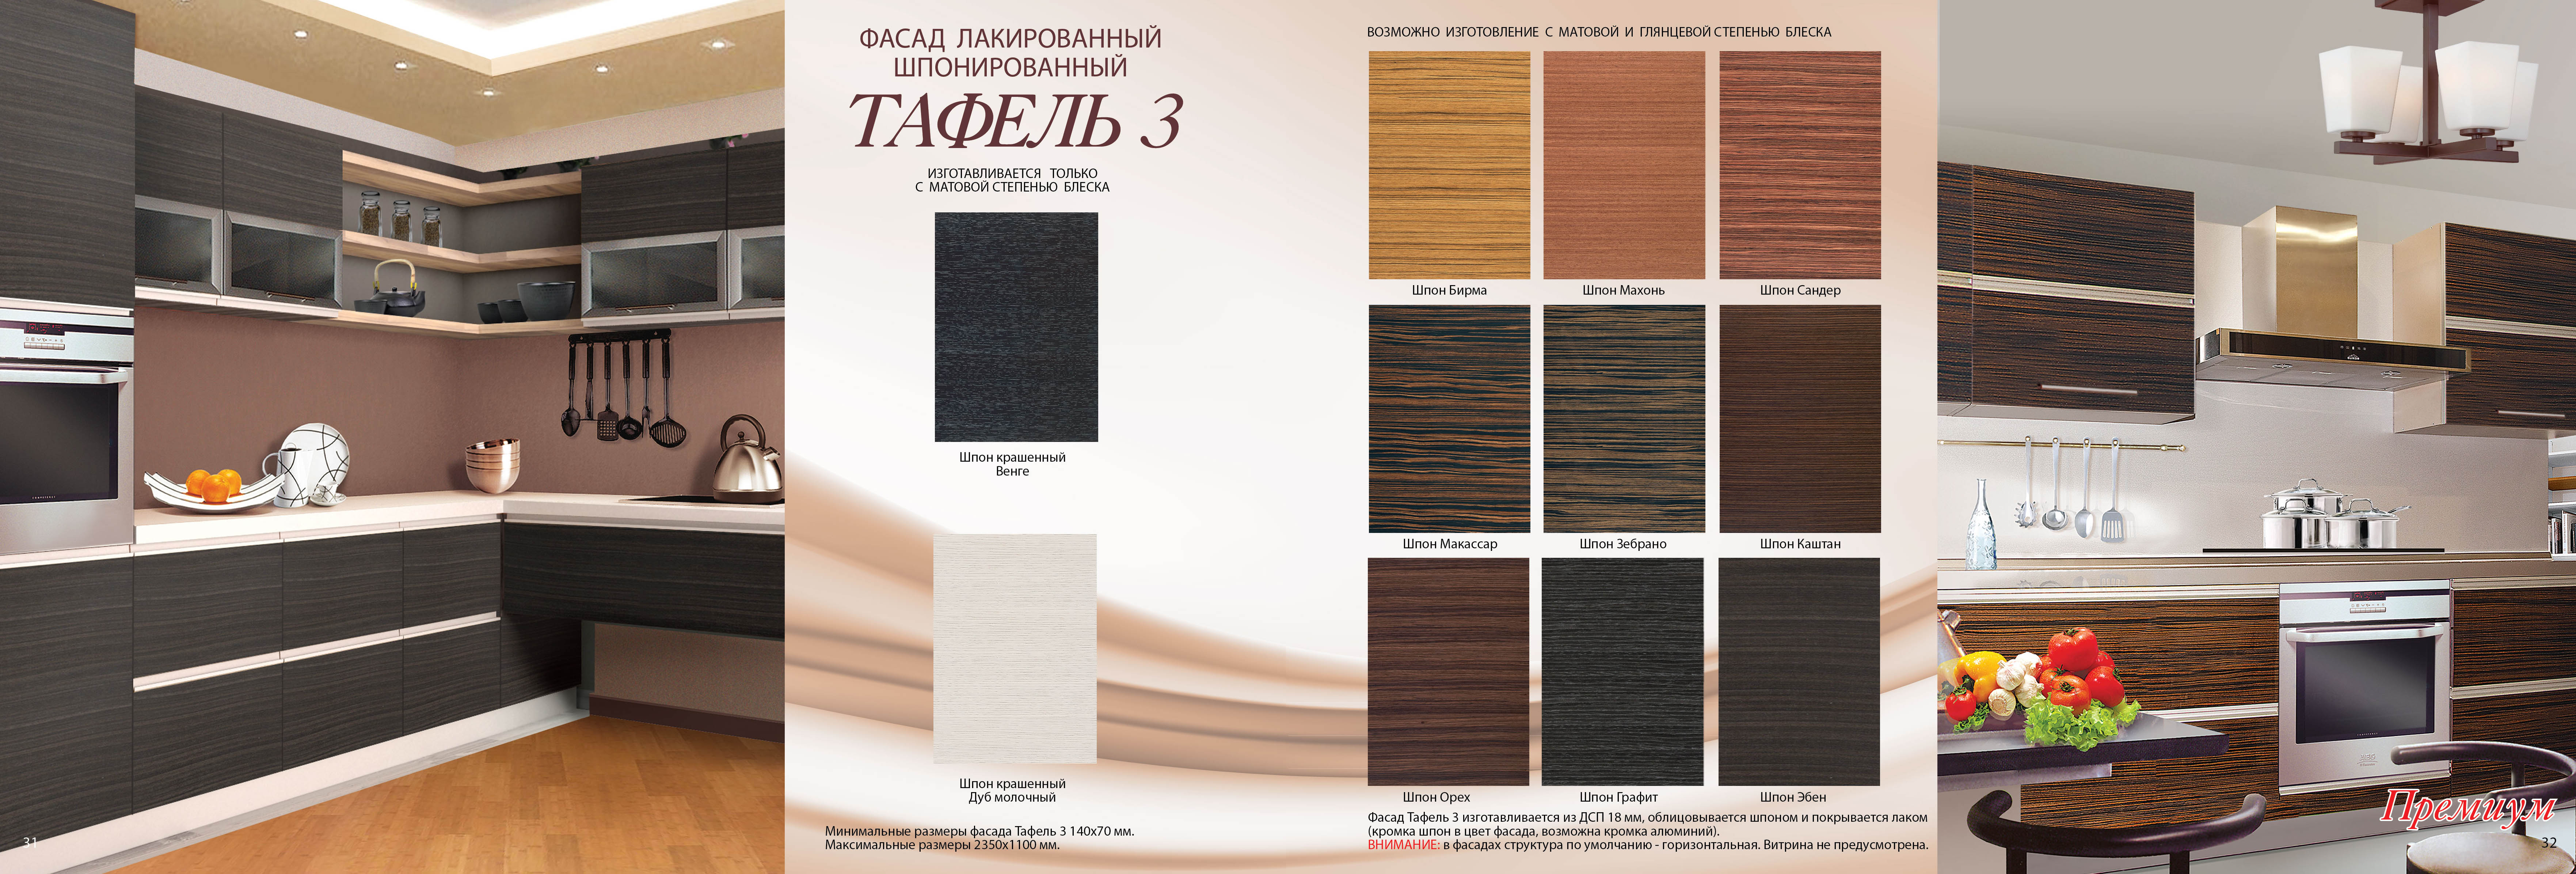 ФАСАД ЛАКИРОВАННЫЙ
ШПОНИРОВАННЫЙ
ТАФЕЛЬ 3
ИЗГОТАВЛИВАЕТСЯ ТОЛЬКО
С МАТОВОЙ СТЕПЕНЬЮ БЛЕСКА
Шпон крашенный
Венге
Шпон крашенный
Дуб молочный
Минимальные размеры фасада Тафель 3 140х70 мм.
Максимальные размеры 2350х1100 мм.
31
ВОЗМОЖНО ИЗГОТОВЛЕНИЕ С МАТОВОЙ И ГЛЯНЦЕВОЙ СТЕПЕНЬЮ БЛЕСКА
Шпон Бирма
Шпон Махонь
Шпон Сандер
Шпон Макассар
Шпон Зебрано
Шпон Каштан
Шпон Орех
Шпон Графит
Шпон Эбен
Фасад Тафель 3 изготавливается из ДСП 18 мм, облицовывается шпоном и покрывается лаком
(кромка шпон в цвет фасада, возможна кромка алюминий).
ВНИМАНИЕ: в фасадах структура по умолчанию - горизонтальная. Витрина не предусмотрена.
Премиум
32